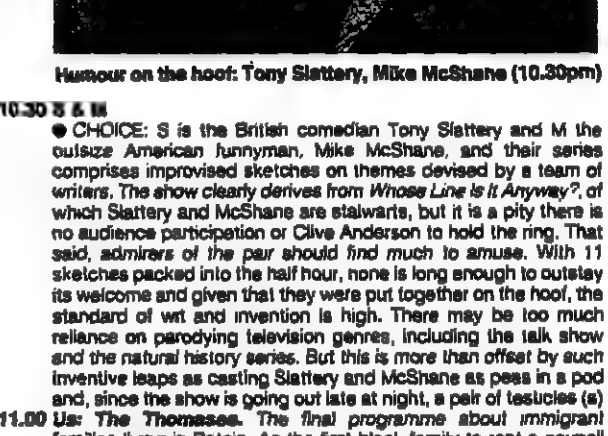 Humour on the hoof: Tony Slattery, Mike McShane (10.30pm)
10.30 S & M
● CHOICE: S is the British comedian Tony Slattery and M the
outsize American funnyman, Mike McShane, and their series
comprises improvised sketches on themes devised by a team of
writers. The show clearly derives from Whose Line Is It Anyway?, of
which Slattery and McShane are stalwarts, but it is a pity there is
no audience participation or Clive Anderson to hold the ring. That
said, admirers of the pair should find much to amuse. With 11
sketches packed into the half hour, none is long enough to outstay
its welcome and given that they were put together on the hoof, the
standard of wit and invention is high. There may be too much
reliance on parodying television genres, including the talk show
and the natural history series. But this is more than offset by such
inventive leaps as casting Slattery and McShane as peas in a pod
and, since the show is going out late at night, a pair of testicles (s)
11.00 Us: The Thomases. The final programme about immigrant